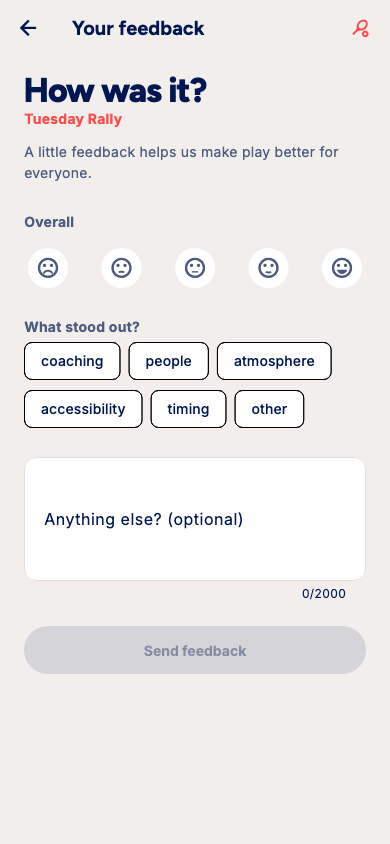 Your feedback
How was it?
Tuesday Rally
A little feedback helps us make play better for
everyone.
Overall
What stood out?
coaching people atmosphere
accessibility timing other
Anything else? (optional)
0/2000
Send feedback